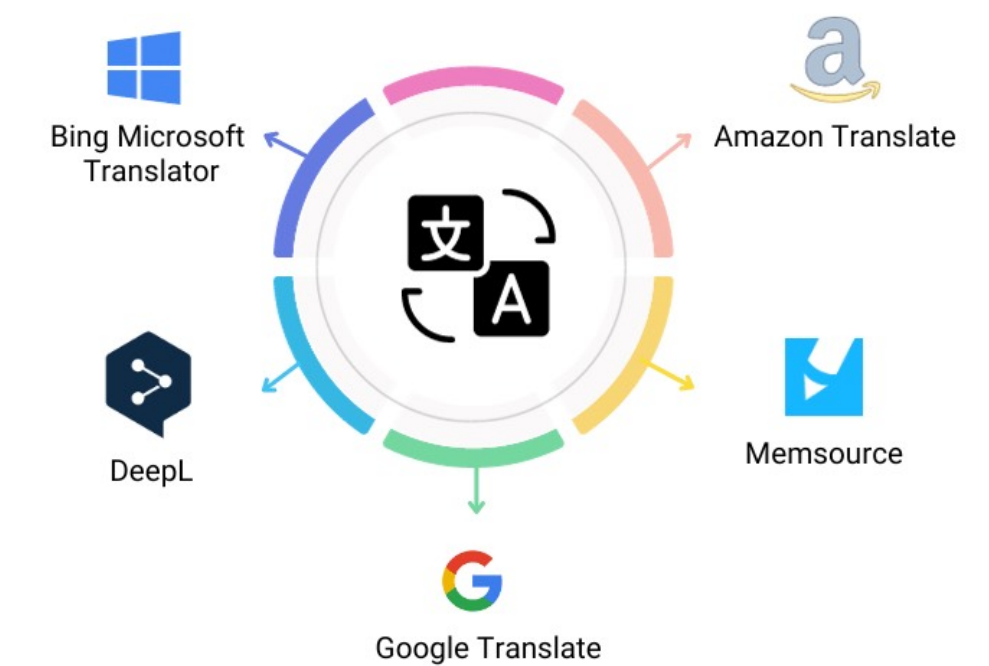 Bing Microsoft
Translator
a
Amazon Translate
文
A
DeepL
Memsource
G
Google Translate